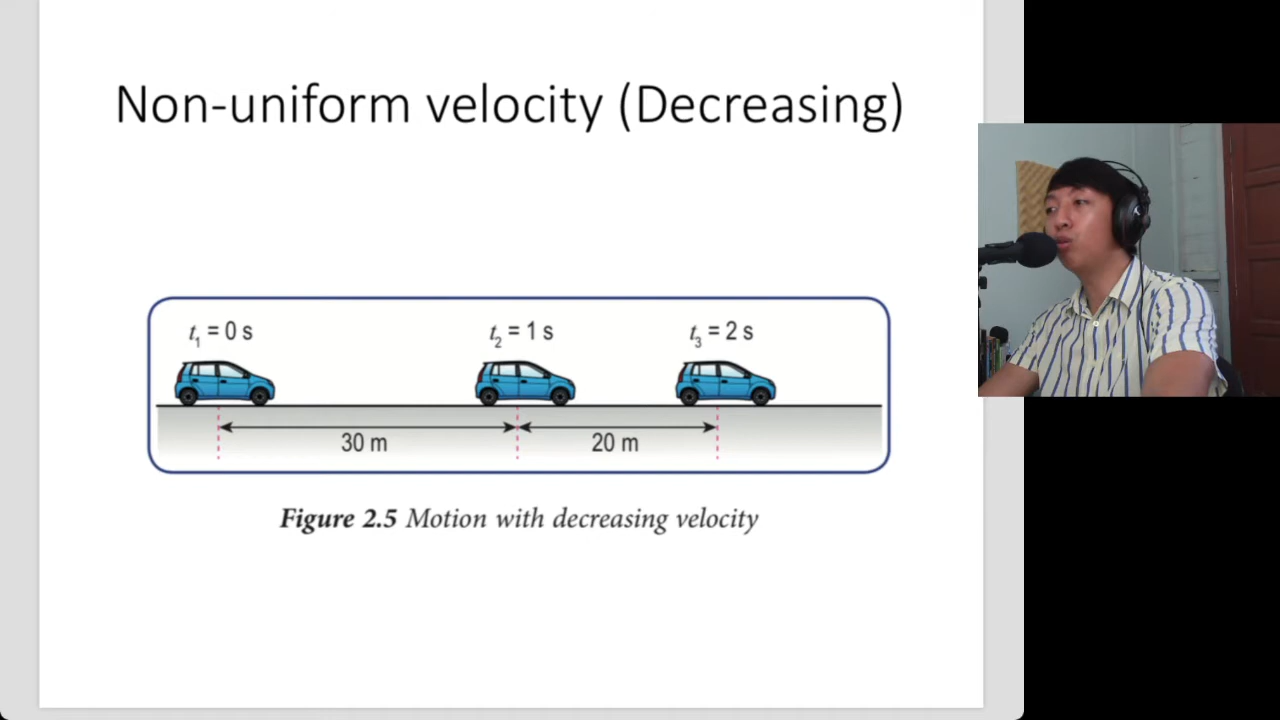 Non-uniform velocity (Decreasing)
t₁ = 0 s t₂ = 1 s t₃ = 2 s
30 m 20 m
Figure 2.5 Motion with decreasing velocity